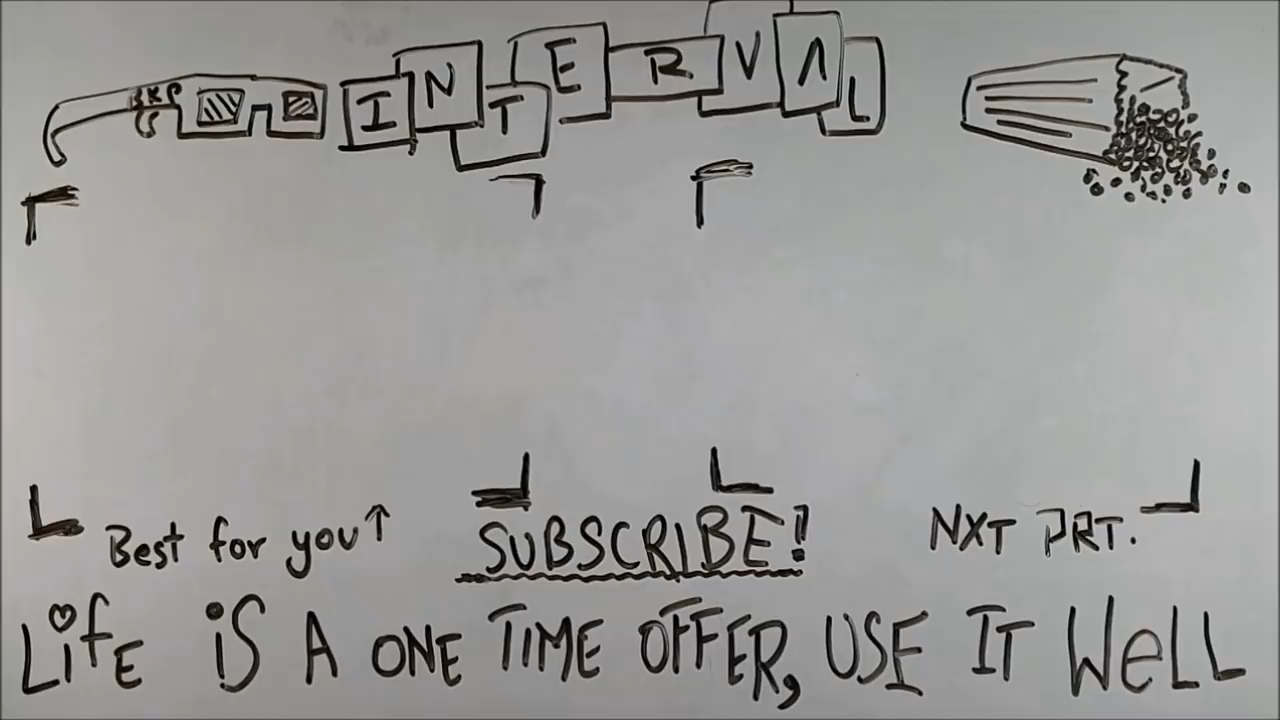 INTERVAL
Best for you↑
SUBSCRIBE!
NXT PRT.
LifE iS A ONE TIME OFFER, USE IT WeLL